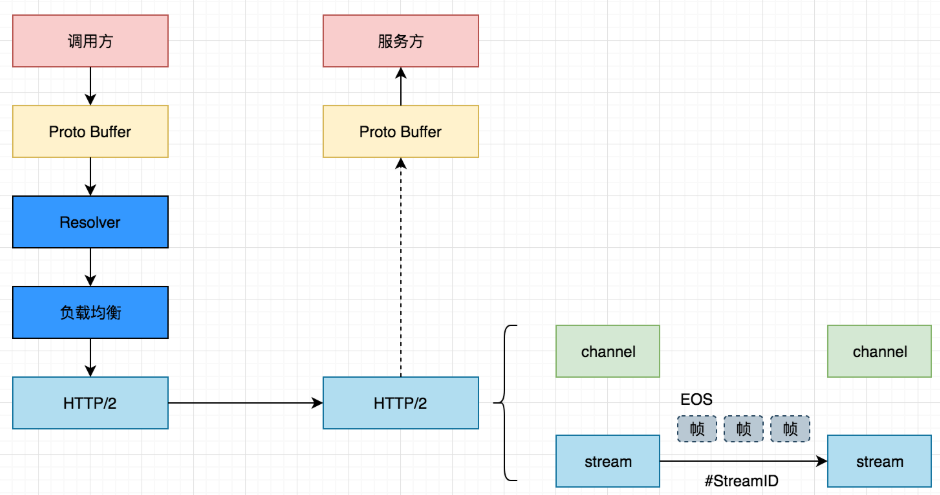 调用方
服务方
Proto Buffer
Proto Buffer
Resolver
负载均衡
HTTP/2
HTTP/2
channel
channel
EOS
帧 帧 帧
stream
stream
#StreamID